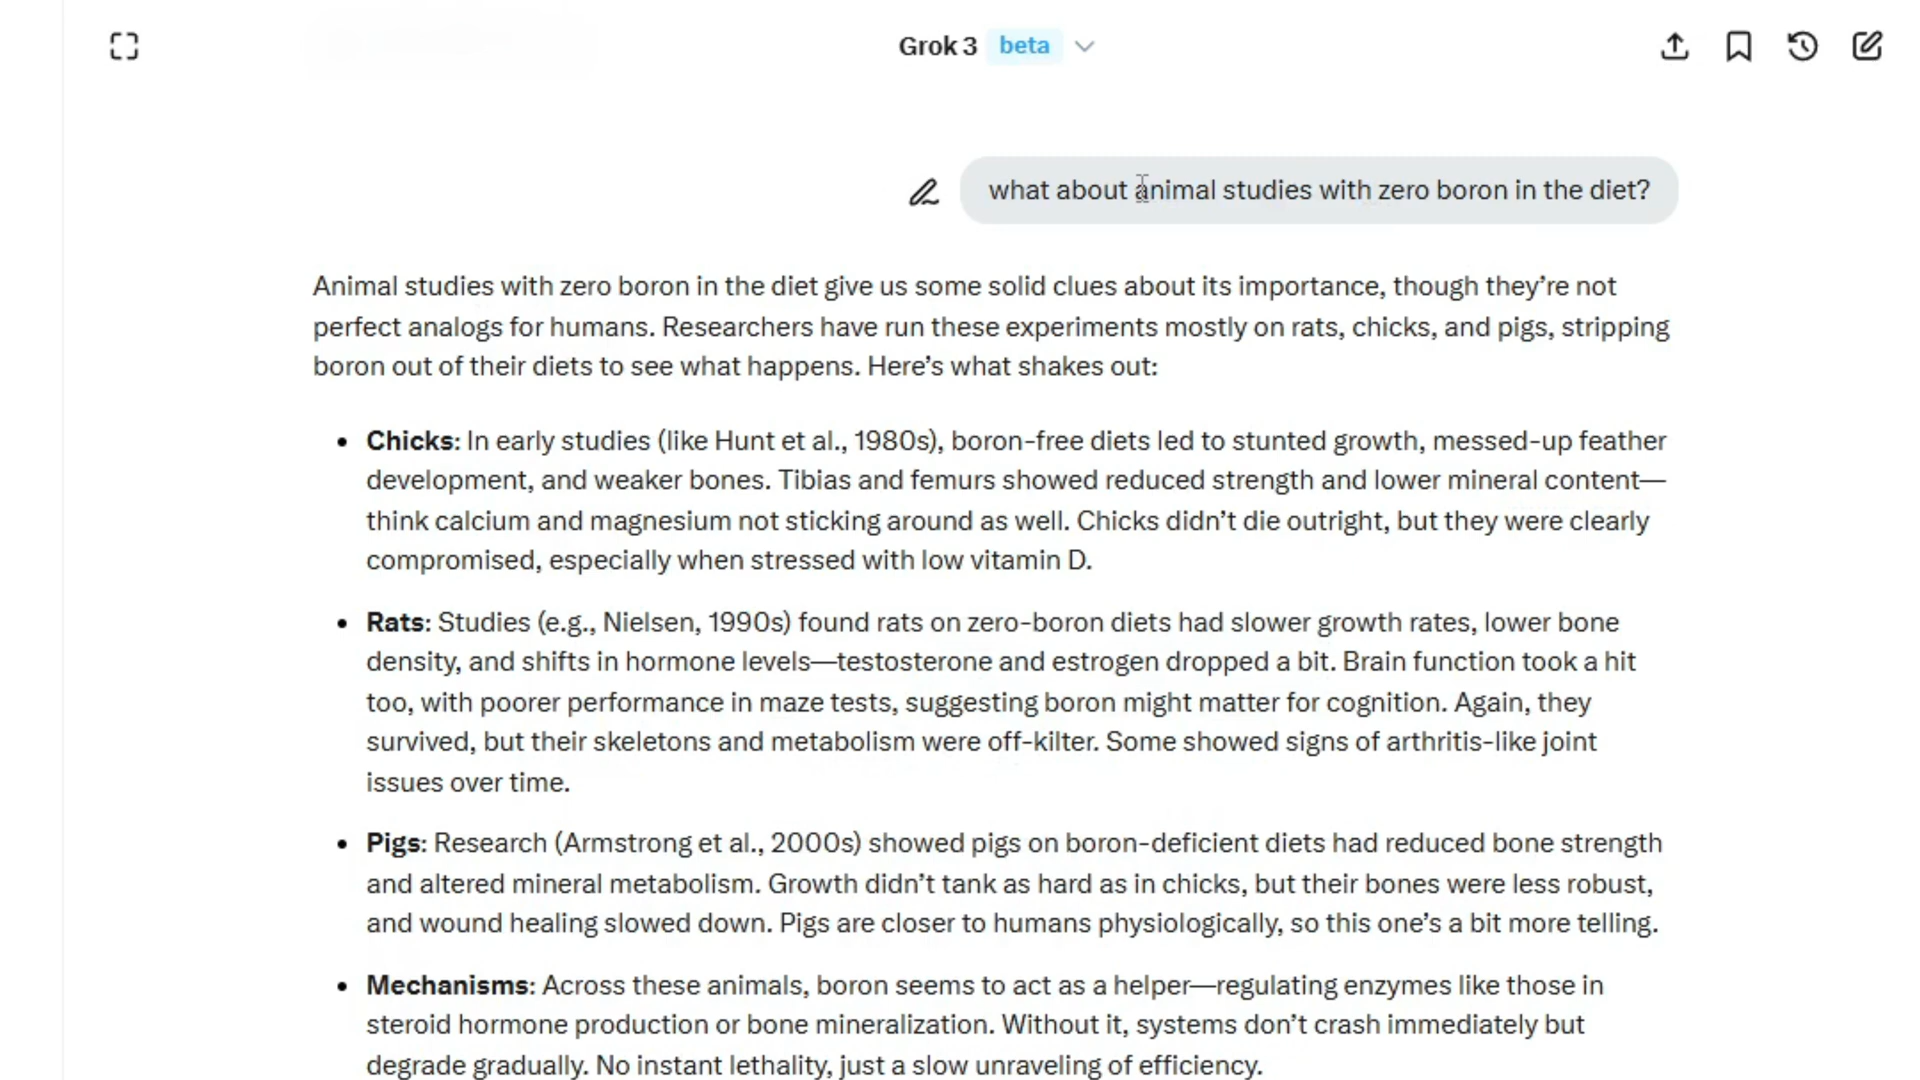 Grok 3 beta
what about animal studies with zero boron in the diet?
Animal studies with zero boron in the diet give us some solid clues about its importance, though they’re not
perfect analogs for humans. Researchers have run these experiments mostly on rats, chicks, and pigs, stripping
boron out of their diets to see what happens. Here’s what shakes out:
• Chicks: In early studies (like Hunt et al., 1980s), boron-free diets led to stunted growth, messed-up feather
development, and weaker bones. Tibias and femurs showed reduced strength and lower mineral content—
think calcium and magnesium not sticking around as well. Chicks didn’t die outright, but they were clearly
compromised, especially when stressed with low vitamin D.
• Rats: Studies (e.g., Nielsen, 1990s) found rats on zero-boron diets had slower growth rates, lower bone
density, and shifts in hormone levels—testosterone and estrogen dropped a bit. Brain function took a hit
too, with poorer performance in maze tests, suggesting boron might matter for cognition. Again, they
survived, but their skeletons and metabolism were off-kilter. Some showed signs of arthritis-like joint
issues over time.
• Pigs: Research (Armstrong et al., 2000s) showed pigs on boron-deficient diets had reduced bone strength
and altered mineral metabolism. Growth didn’t tank as hard as in chicks, but their bones were less robust,
and wound healing slowed down. Pigs are closer to humans physiologically, so this one’s a bit more telling.
• Mechanisms: Across these animals, boron seems to act as a helper—regulating enzymes like those in
steroid hormone production or bone mineralization. Without it, systems don’t crash immediately but
degrade gradually. No instant lethality, just a slow unraveling of efficiency.